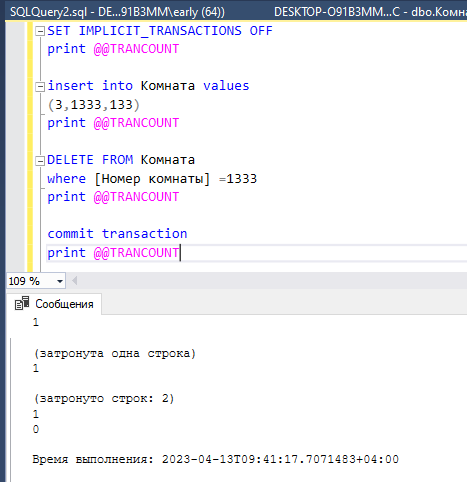 SQLQuery2.sql - DE...91B3MM\early (64))
DESKTOP-O91B3MM...C - dbo.Комна
SET IMPLICIT_TRANSACTIONS OFF
print @@TRANCOUNT
insert into Комната values
(3,1333,133)
print @@TRANCOUNT
DELETE FROM Комната
where [Номер комнаты] =1333
print @@TRANCOUNT
commit transaction
print @@TRANCOUNT
109 %
Сообщения
1
(затронута одна строка)
1
(затронуто строк: 2)
1
0
Время выполнения: 2023-04-13T09:41:17.7071483+04:00